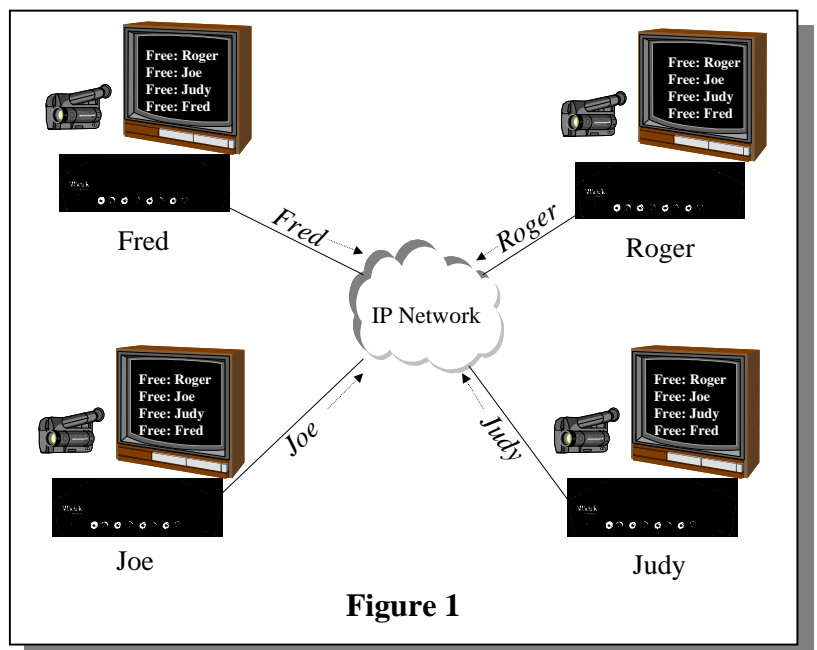 Free: Roger
Free: Joe
Free: Judy
Free: Fred
Free: Roger
Free: Joe
Free: Judy
Free: Fred
Fred
Roger
Fred
Roger
IP Network
Free: Roger
Free: Joe
Free: Judy
Free: Fred
Free: Roger
Free: Joe
Free: Judy
Free: Fred
Joe
Judy
Joe
Judy
Figure 1